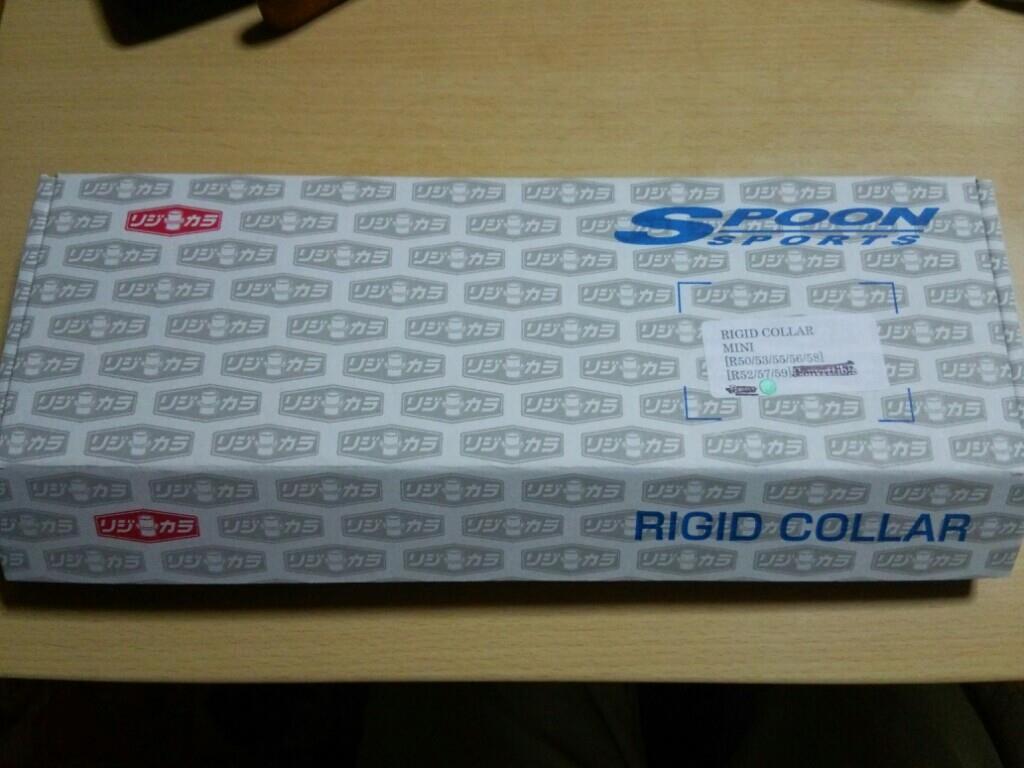 リジカラ
SPOON
SPORTS
RIGID COLLAR
MINI
[R50/53/55/56/58]
[R52/57/59]
リジカラ
RIGID COLLAR